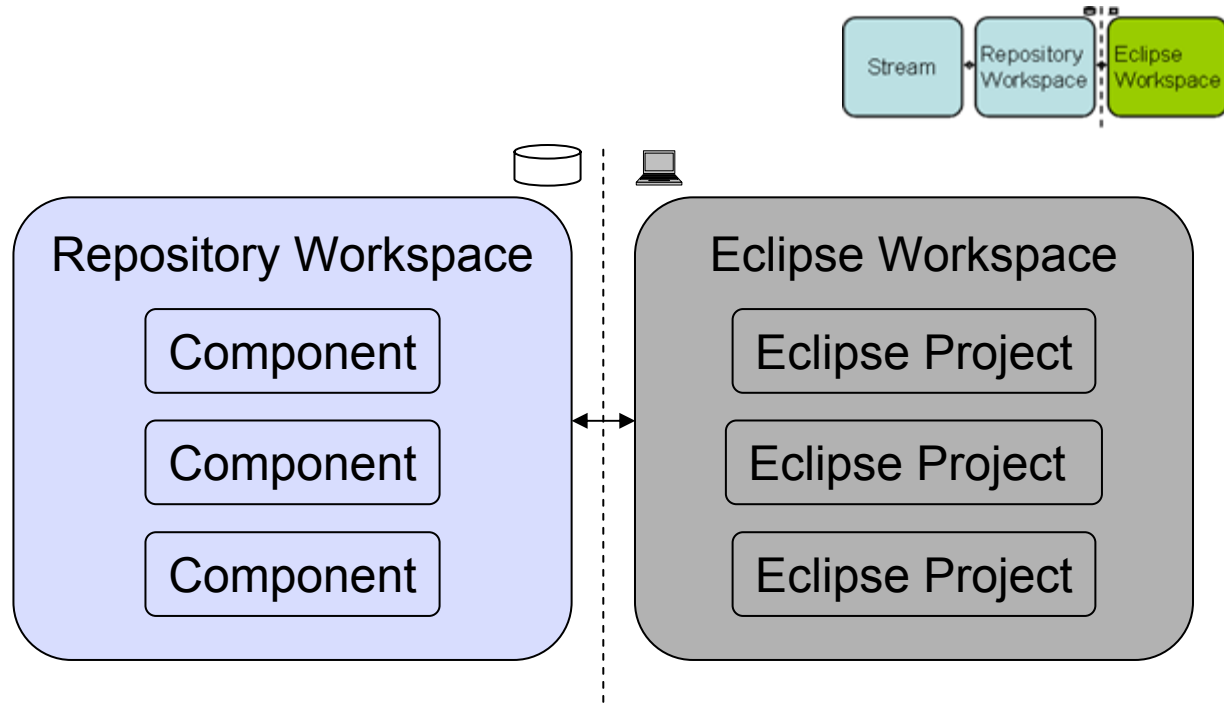 Stream
Repository
Workspace
Eclipse
Workspace
Repository Workspace
Component
Component
Component
Eclipse Workspace
Eclipse Project
Eclipse Project
Eclipse Project